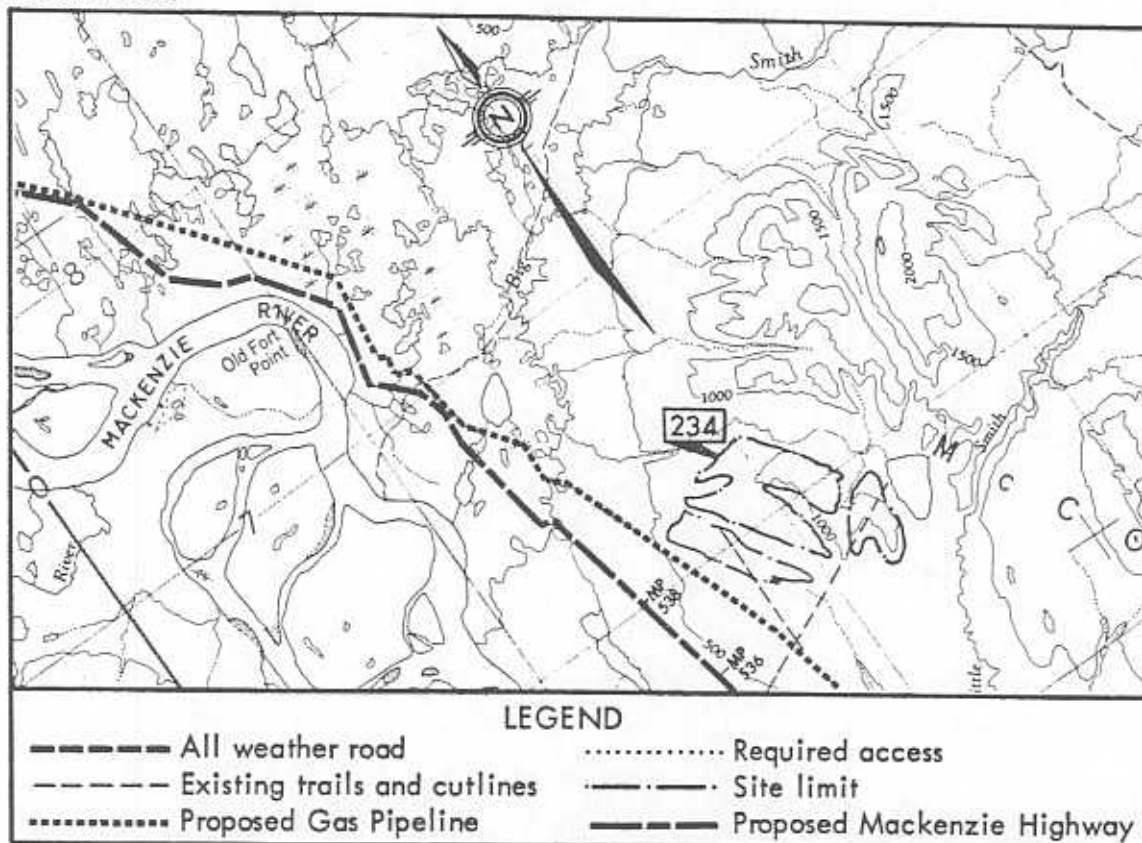 500
Smith
1500
N
Big
1500
2000
1500
MACKENZIE RIVER
Old Fort
Point
1000
234
Smith
M
1000
River
MP
538
500
MP
536
ittle
LEGEND
All weather road
Required access
Existing trails and cutlines
Site limit
Proposed Gas Pipeline
Proposed Mackenzie Highway